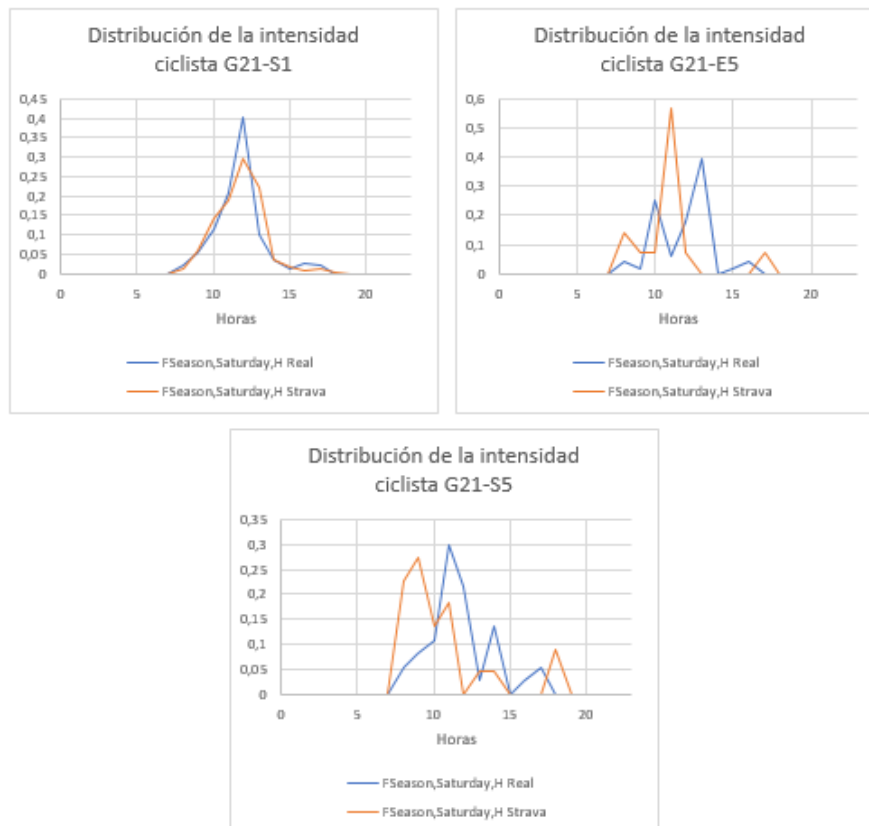 Distribución de la intensidad
ciclista G21-S1
0,45
0,4
0,35
0,3
0,25
0,2
0,15
0,1
0,05
0
0 5 10 15 20
Horas
FSeason,Saturday,H Real
FSeason,Saturday,H Strava
Distribución de la intensidad
ciclista G21-E5
0,6
0,5
0,4
0,3
0,2
0,1
0
0 5 10 15 20
Horas
FSeason,Saturday,H Real
FSeason,Saturday,H Strava
Distribución de la intensidad
ciclista G21-S5
0,35
0,3
0,25
0,2
0,15
0,1
0,05
0
0 5 10 15 20
Horas
FSeason,Saturday,H Real
FSeason,Saturday,H Strava